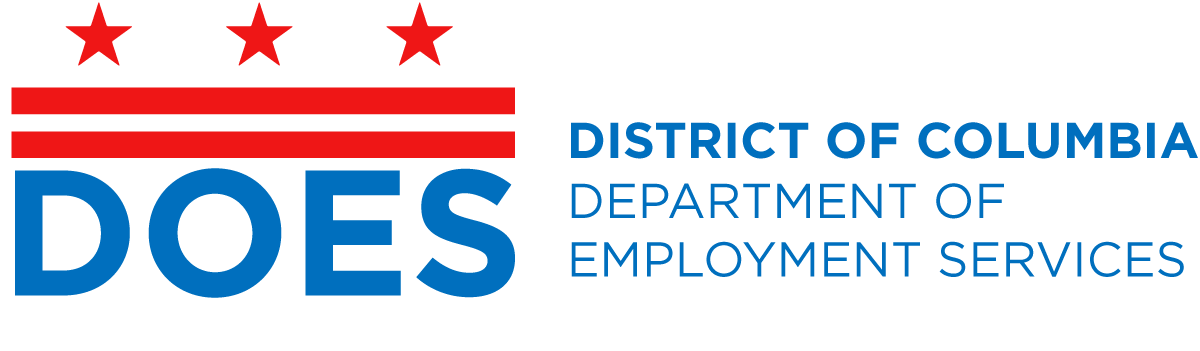 DOES
DISTRICT OF COLUMBIA
DEPARTMENT OF
EMPLOYMENT SERVICES